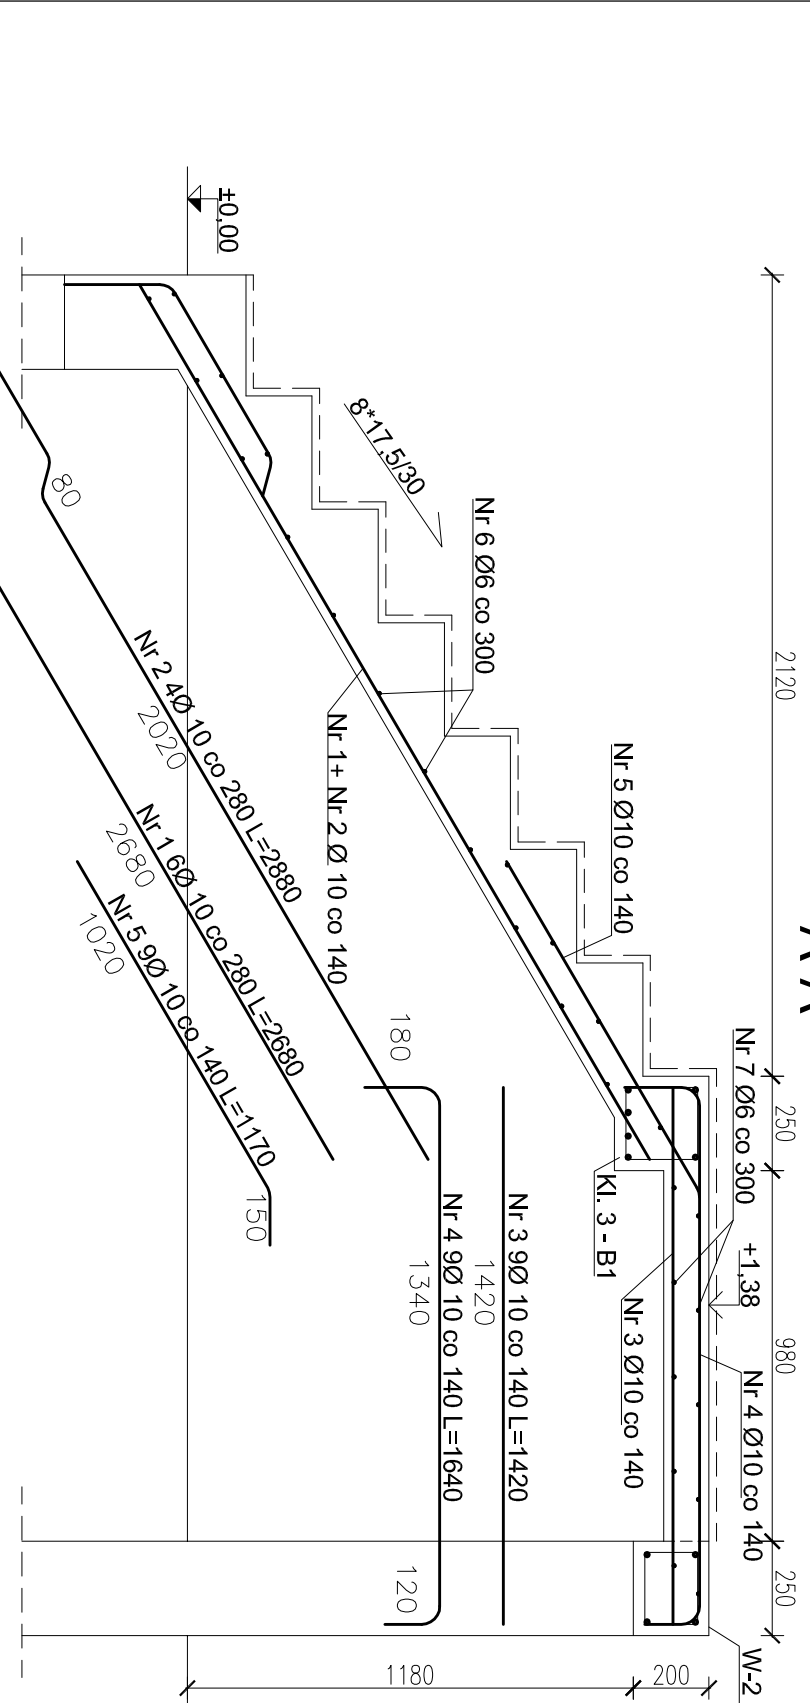 ±0,00
8*17,5/30
Nr 6 Ø6 co 300
2120
Nr 5 Ø10 co 140
Nr 7 Ø6 co 300
250
+1,38
980
Nr 4 Ø10 co 140
250
W-2
Nr 1+ Nr 2 Ø 10 co 140
Kl. 3 - B1
Nr 3 Ø10 co 140
80
Nr 2 4Ø 10 co 280 L=2880
2020
Nr 1 6Ø 10 co 280 L=2680
2680
Nr 5 9Ø 10 co 140 L=1170
1020
150
180
Nr 4 9Ø 10 co 140 L=1640
1340
120
Nr 3 9Ø 10 co 140 L=1420
1420
1180
200